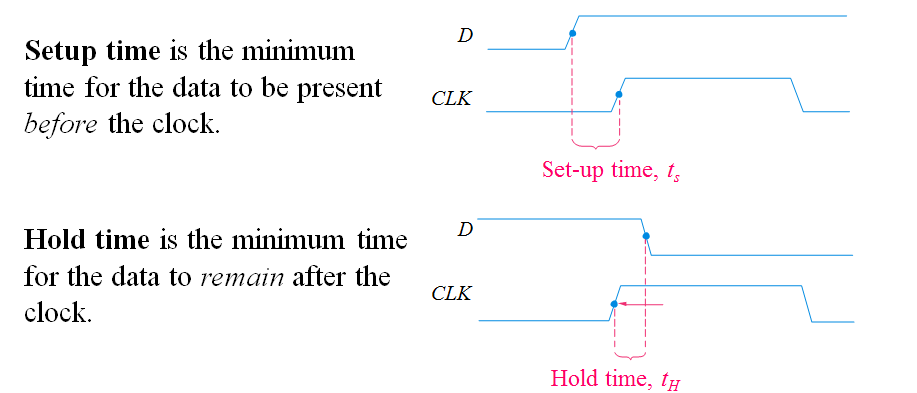 Setup time is the minimum
time for the data to be present
before the clock.
D
CLK
Set-up time, ts
Hold time is the minimum time
for the data to remain after the
clock.
D
CLK
Hold time, tH